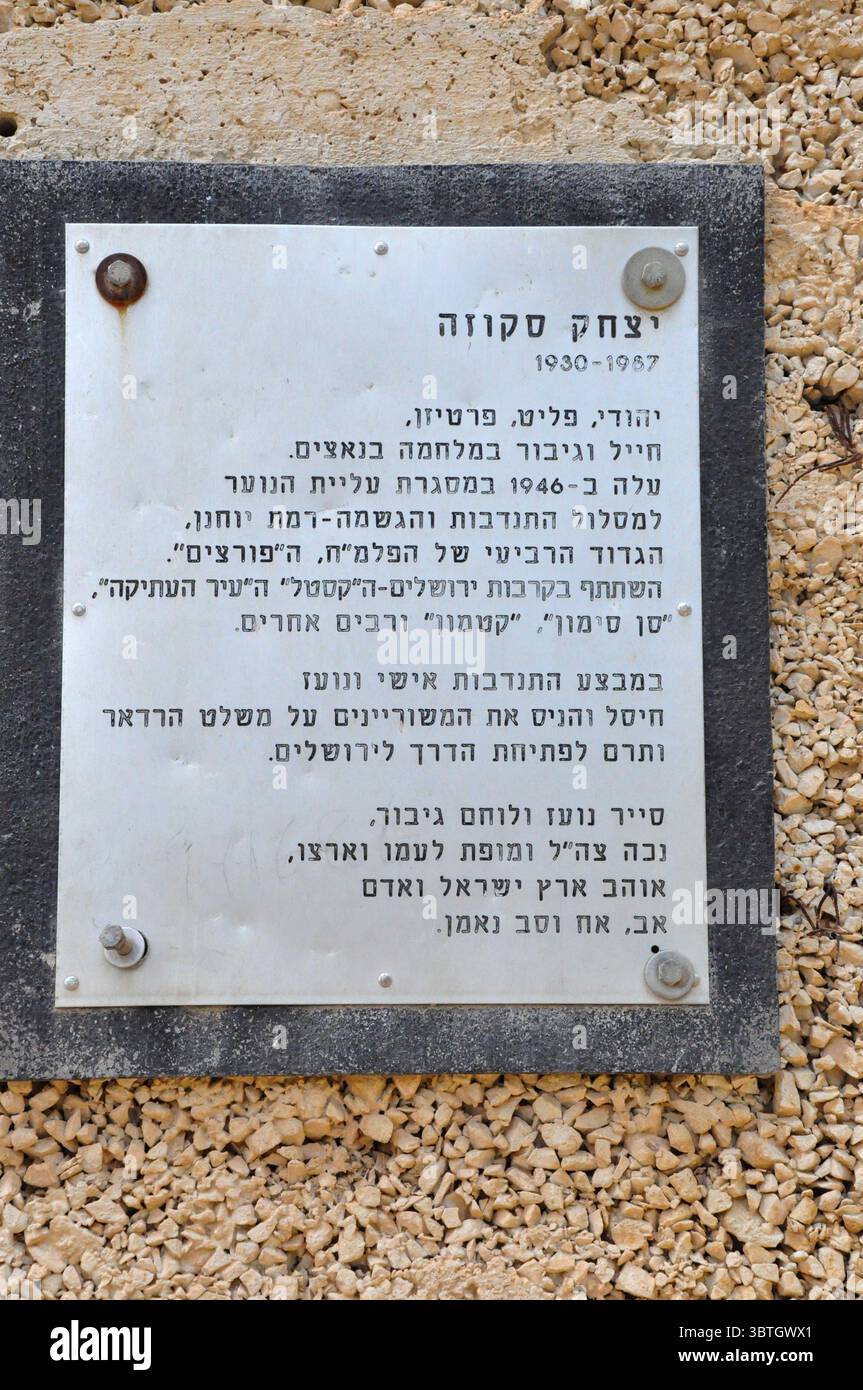 יצחק סקוזה
1930-1987
יהודי, פליט, פרטיזן,
חייל וגיבור במלחמה בנאצים.
עלה ב-1946 במסגרת עליית הנוער
למסלול התנדבות והגשמה-רמת יוחנן,
הגדוד הרביעי של הפלמ"ח, ה"פורצים".
השתתף בקרבות ירושלים-ה"קסטל" ה"עיר העתיקה",
"סן סימון", "קטמון" ורבים אחרים.
במבצע התנדבות אישי ונועז
חיסל והניס את המשוריינים על משלט הרדאר
ותרם לפתיחת הדרך לירושלים.
סייר נועז ולוחם גיבור,
נכה צה"ל ומופת לעמו וארצו,
אוהב ארץ ישראל ואדם
אב, אח וסב נאמן.
alamy
Image ID: 3BTGWX1
www.alamy.com